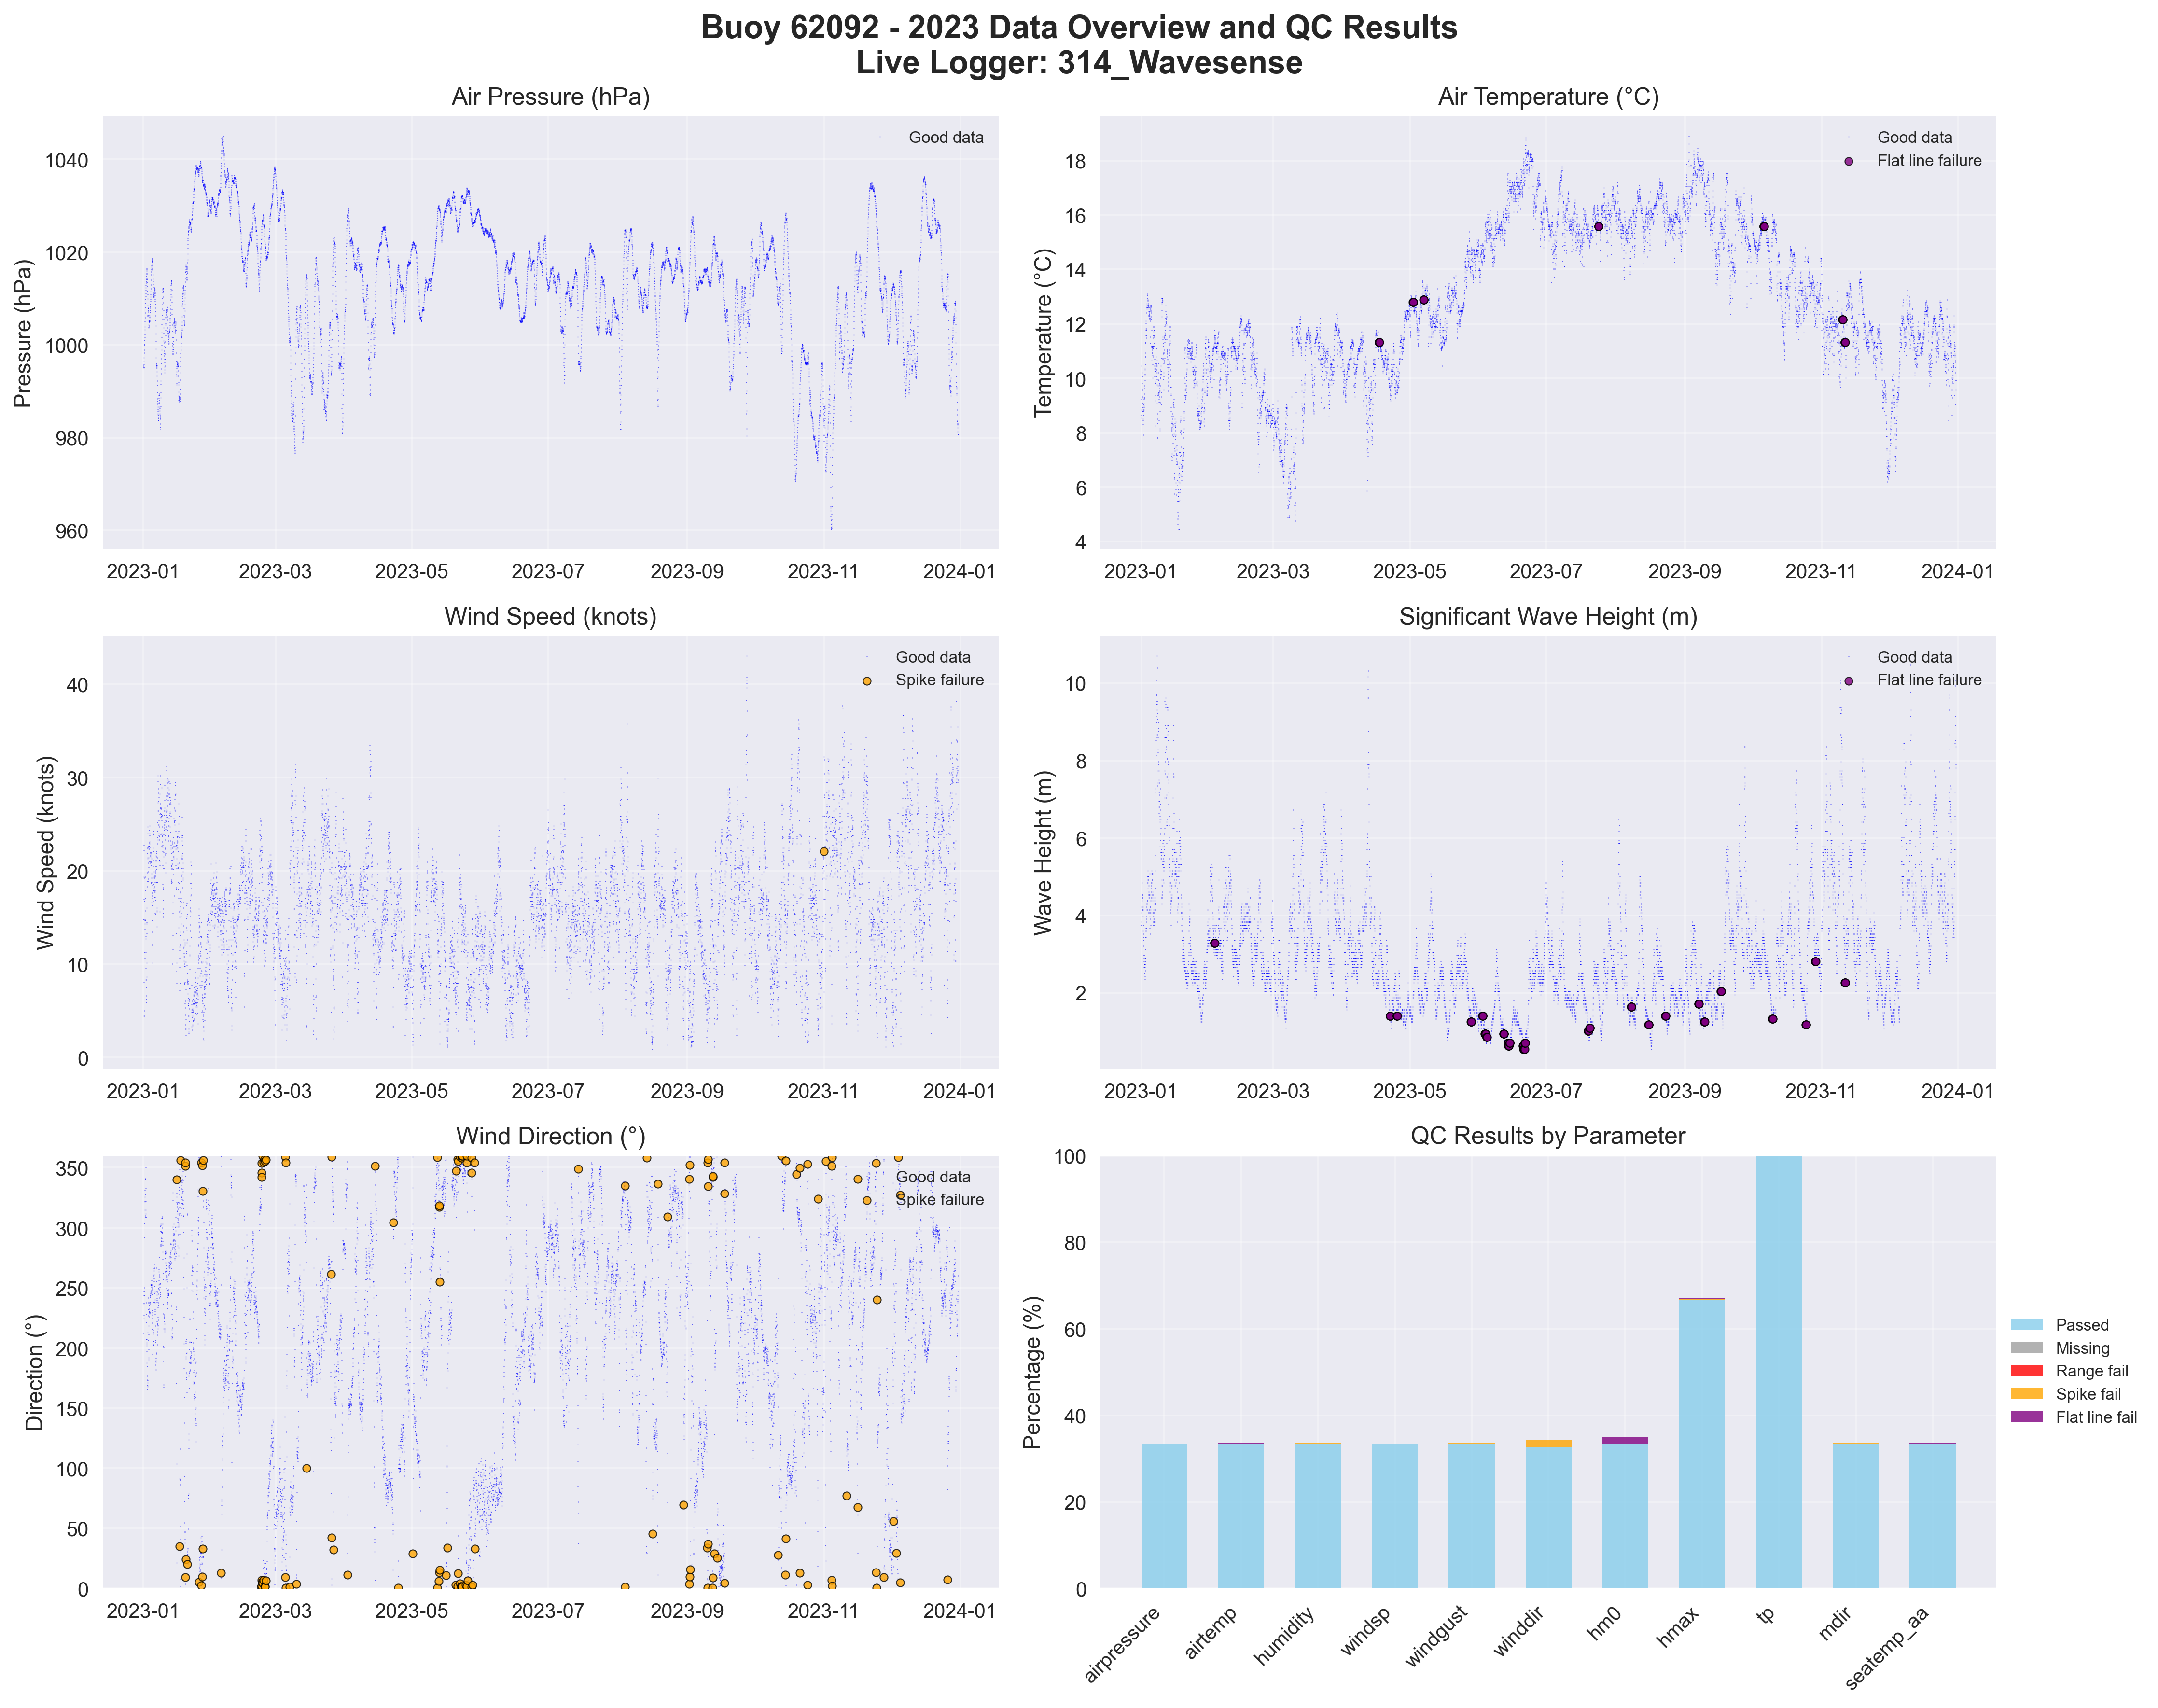 Buoy 62092 - 2023 Data Overview and QC Results
Live Logger: 314_Wavesense
Air Pressure (hPa)
Pressure (hPa)
1040
1020
1000
980
960
Good data
2023-01 2023-03 2023-05 2023-07 2023-09 2023-11 2024-01
Air Temperature (°C)
Temperature (°C)
18
16
14
12
10
8
6
4
Good data
Flat line failure
2023-01 2023-03 2023-05 2023-07 2023-09 2023-11 2024-01
Wind Speed (knots)
Wind Speed (knots)
40
30
20
10
0
Good data
Spike failure
2023-01 2023-03 2023-05 2023-07 2023-09 2023-11 2024-01
Significant Wave Height (m)
Wave Height (m)
10
8
6
4
2
Good data
Flat line failure
2023-01 2023-03 2023-05 2023-07 2023-09 2023-11 2024-01
Wind Direction (°)
Direction (°)
350
300
250
200
150
100
50
0
Good data
Spike failure
2023-01 2023-03 2023-05 2023-07 2023-09 2023-11 2024-01
QC Results by Parameter
Percentage (%)
100
80
60
40
20
0
airpressure
airtemp
humidity
windsp
windgust
winddir
hm0
hmax
tp
mdir
seatemp_aa
Passed
Missing
Range fail
Spike fail
Flat line fail